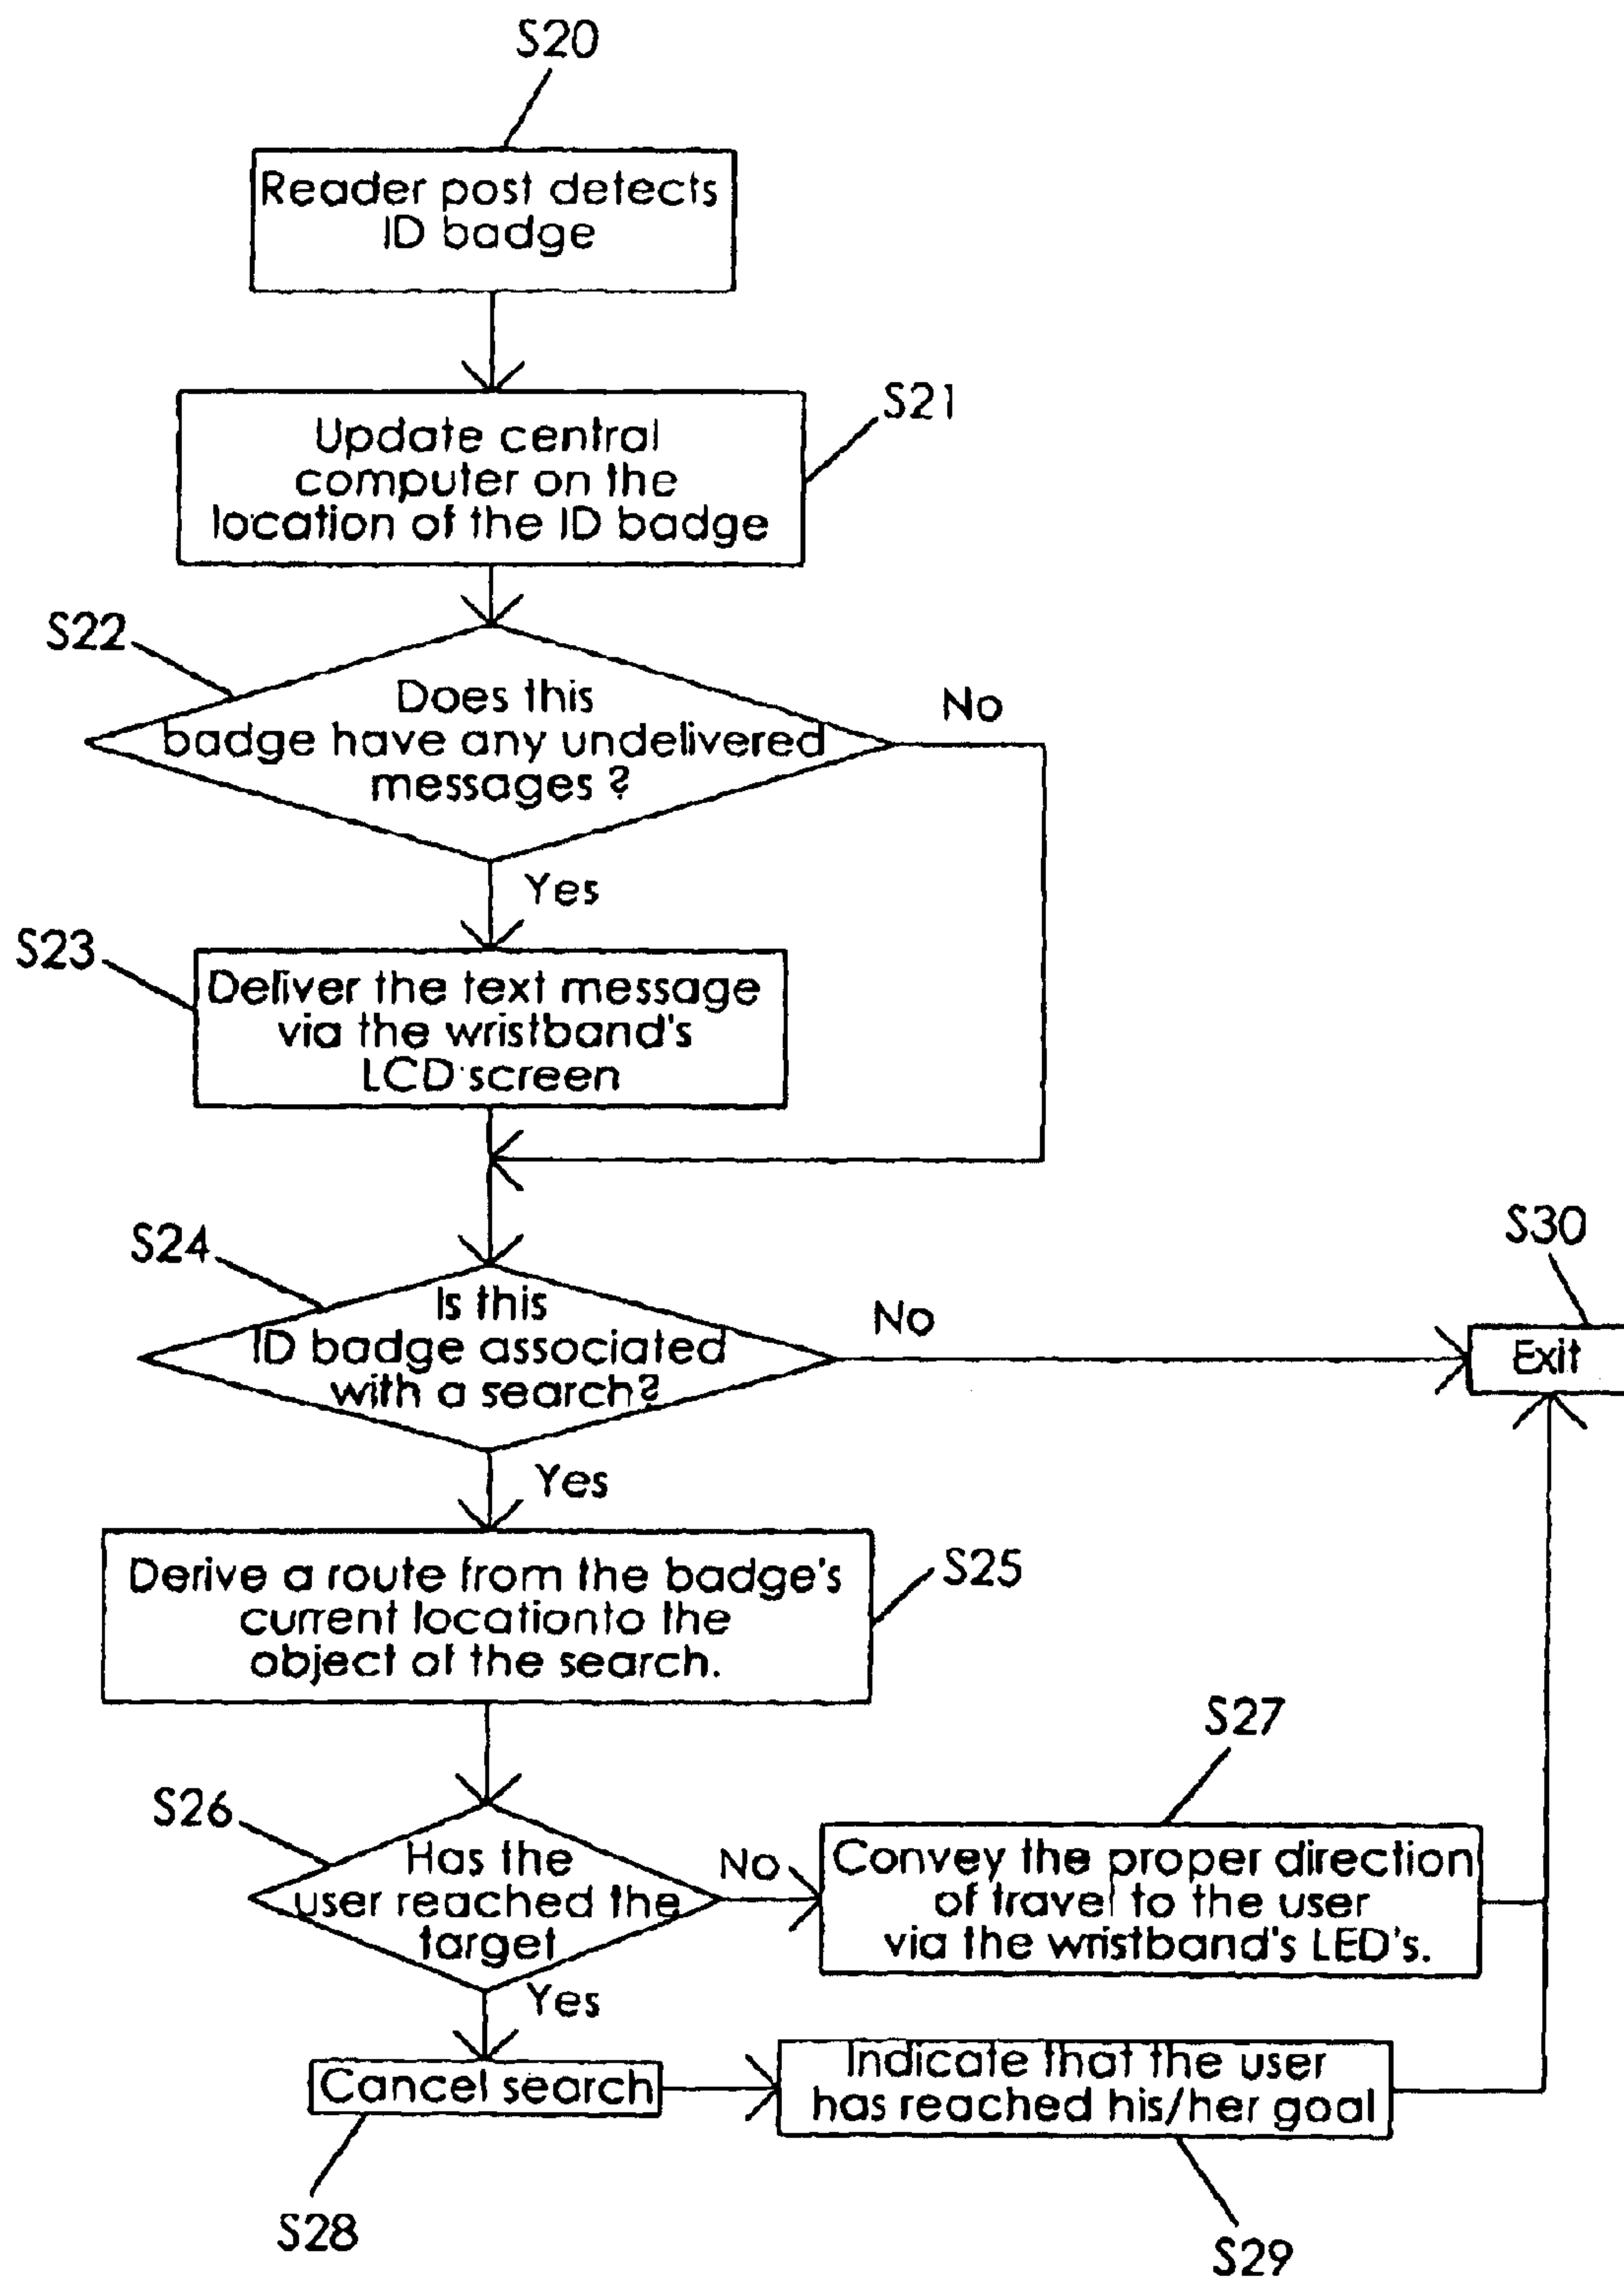 S20
Reader post detects
ID badge
S21
Update central
computer on the
location of the ID badge
S22
Does this
badge have any undelivered
messages ?
No
Yes
S23
Deliver the text message
via the wristband's
LCD screen
S24
Is this
ID badge associated
with a search?
No
S30
Exit
Yes
Derive a route from the badge's
current locationto the
object of the search.
S25
S26
Has the
user reached the
target
No
S27
Convey the proper direction
of travel to the user
via the wristband's LED's.
Yes
Cancel search
S28
Indicate that the user
has reached his/her goal
S29